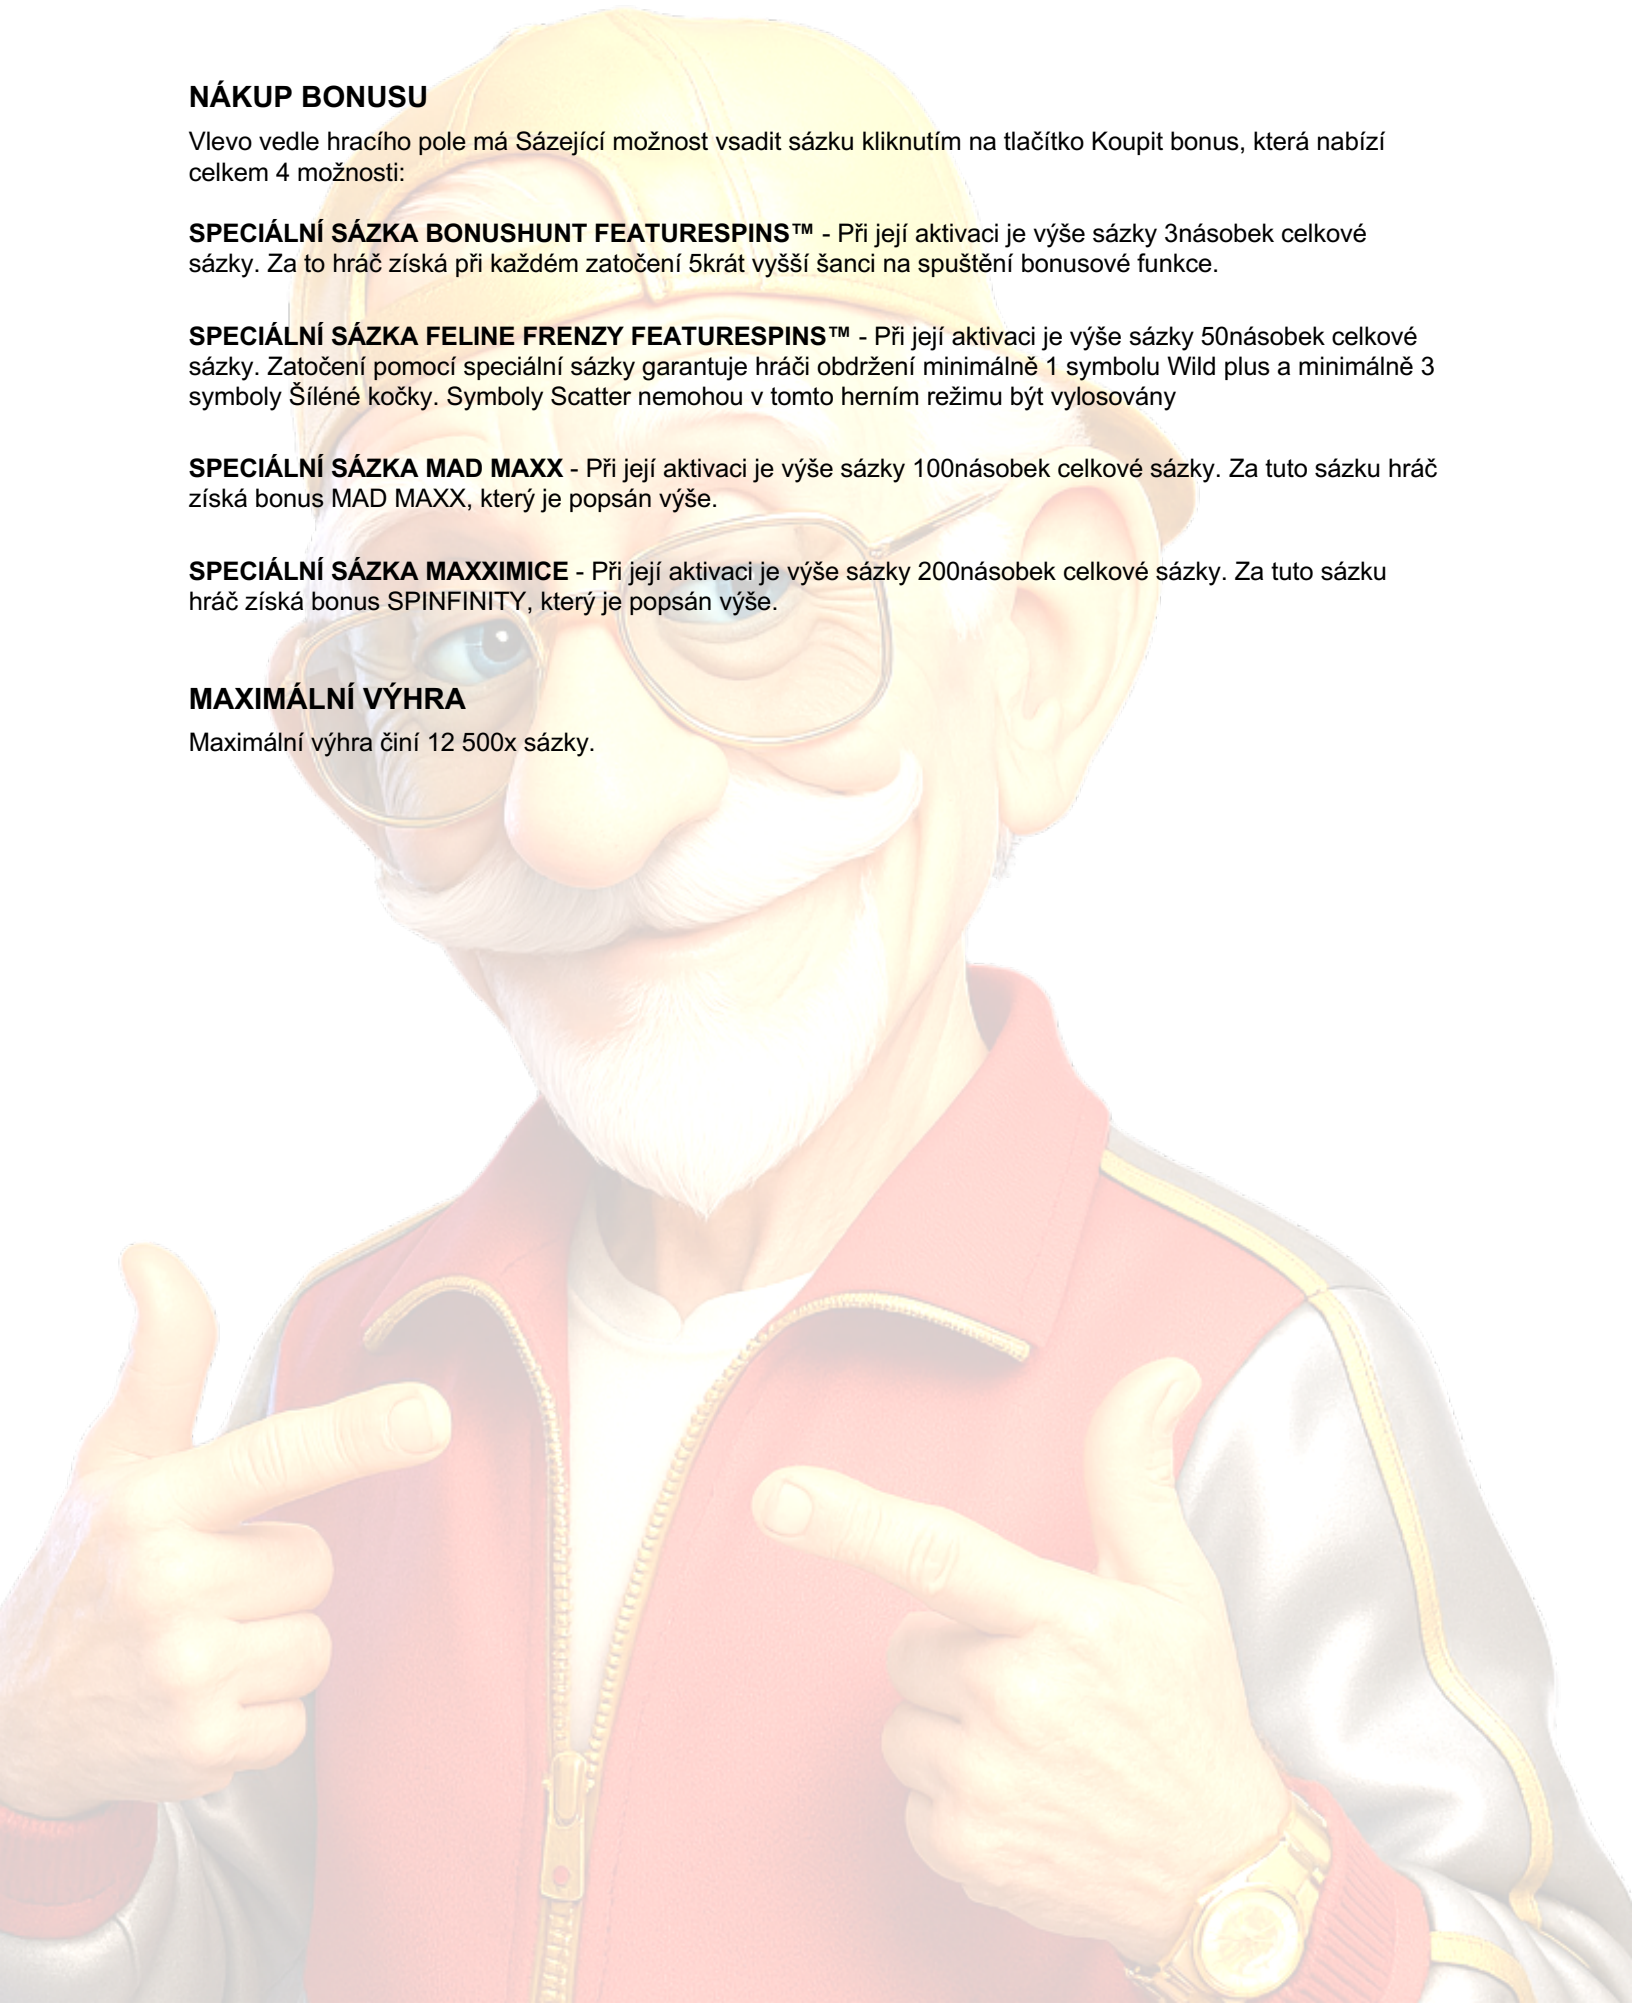 NÁKUP BONUSU
Vlevo vedle hracího pole má Sázející možnost vsadit sázku kliknutím na tlačítko Koupit bonus, která nabízí
celkem 4 možnosti:
SPECIÁLNÍ SÁZKA BONUSHUNT FEATURESPINS™ - Při její aktivaci je výše sázky 3násobek celkové
sázky. Za to hráč získá při každém zatočení 5krát vyšší šanci na spuštění bonusové funkce.
SPECIÁLNÍ SÁZKA FELINE FRENZY FEATURESPINS™ - Při její aktivaci je výše sázky 50násobek celkové
sázky. Zatočení pomocí speciální sázky garantuje hráči obdržení minimálně 1 symbolu Wild plus a minimálně 3
symboly Šíléné kočky. Symboly Scatter nemohou v tomto herním režimu být vylosovány
SPECIÁLNÍ SÁZKA MAD MAXX - Při její aktivaci je výše sázky 100násobek celkové sázky. Za tuto sázku hráč
získá bonus MAD MAXX, který je popsán výše.
SPECIÁLNÍ SÁZKA MAXXIMICE - Při její aktivaci je výše sázky 200násobek celkové sázky. Za tuto sázku
hráč získá bonus SPINFINITY, který je popsán výše.
MAXIMÁLNÍ VÝHRA
Maximální výhra činí 12 500x sázky.